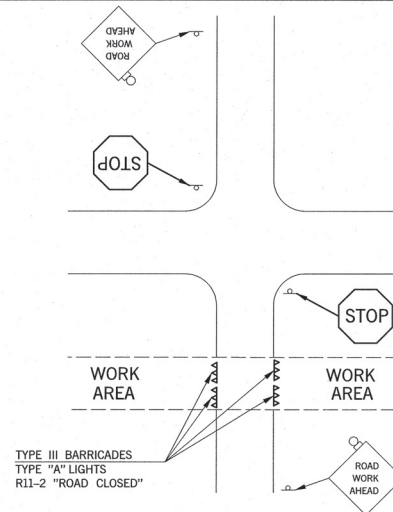 ROAD
WORK
AHEAD
STOP
STOP
WORK
AREA
WORK
AREA
TYPE III BARRICADES
TYPE "A" LIGHTS
R11-2 "ROAD CLOSED"
ROAD
WORK
AHEAD